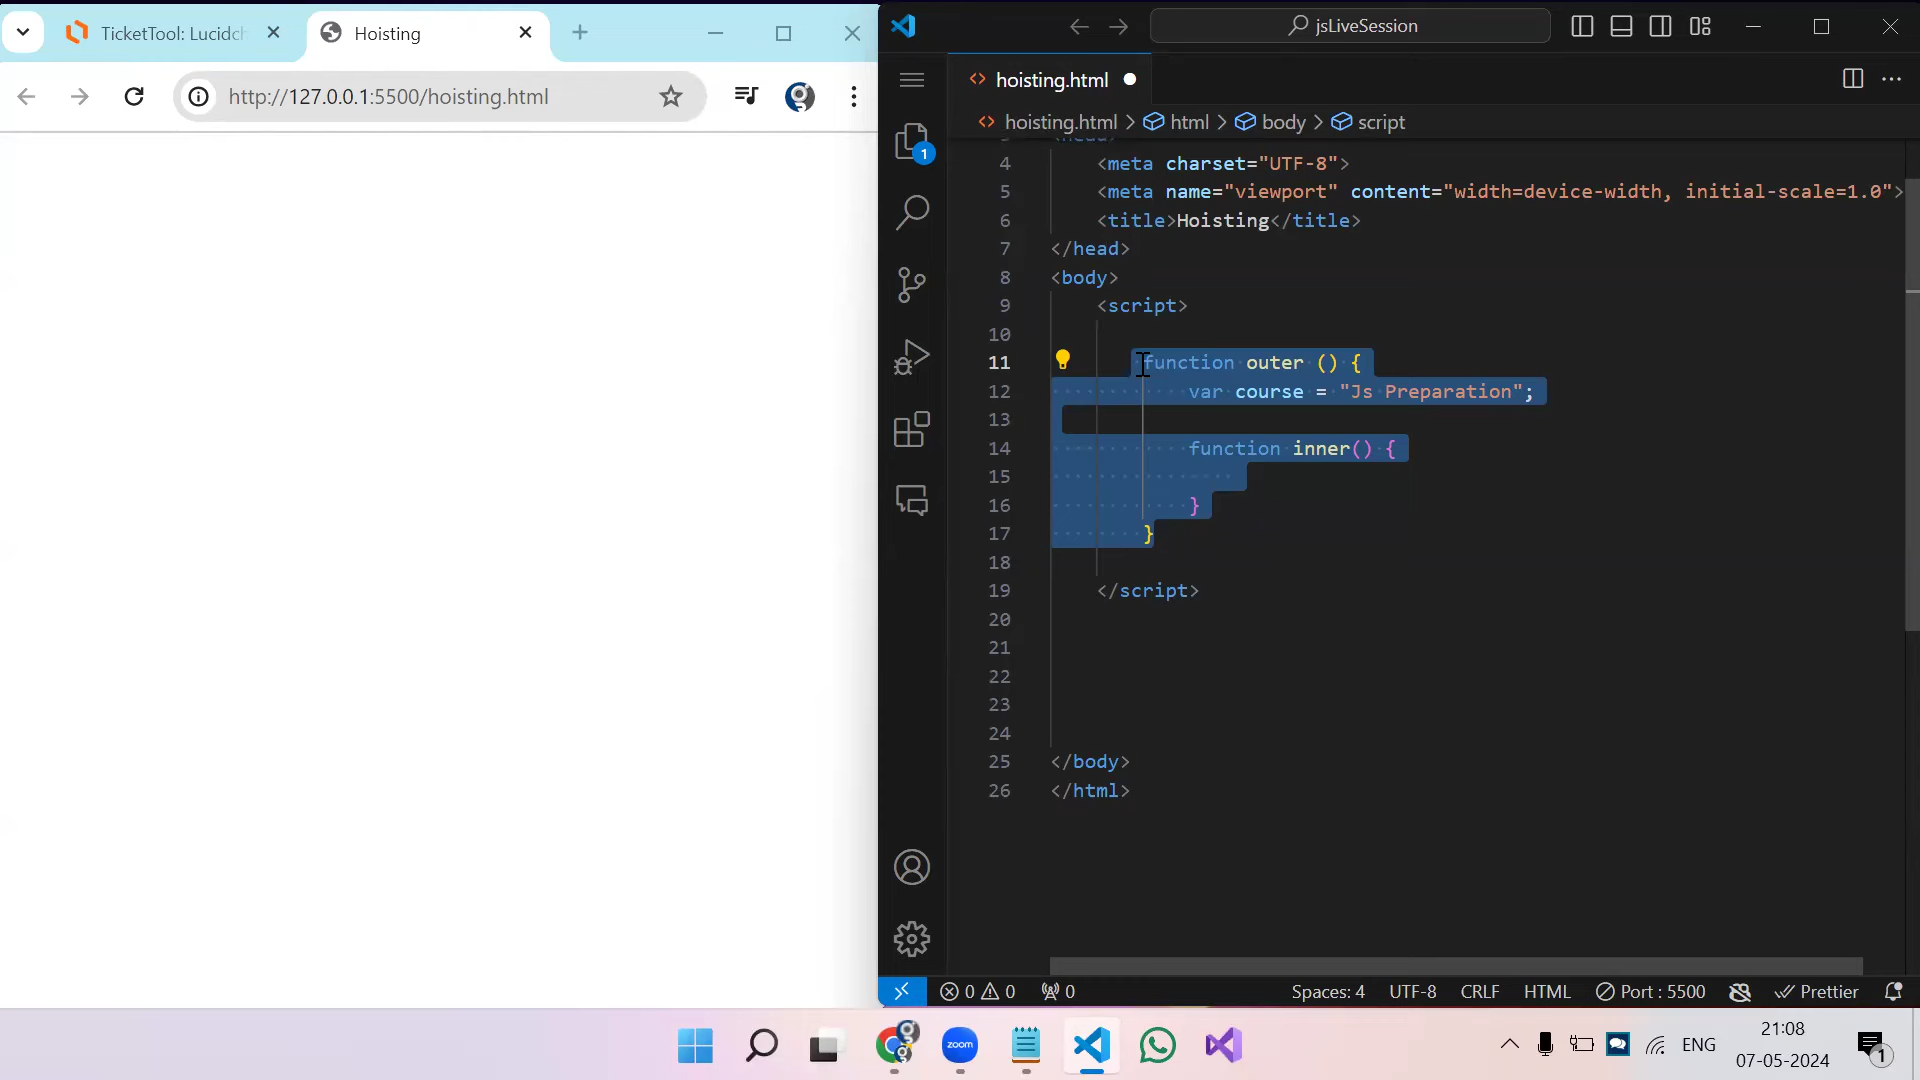 TicketTool: Lucidch
Hoisting
http://127.0.0.1:5500/hoisting.html
jsLiveSession
hoisting.html
hoisting.html > html > body > script
1
4 <meta charset="UTF-8">
5 <meta name="viewport" content="width=device-width, initial-scale=1.0">
6 <title>Hoisting</title>
7 </head>
8 <body>
9 <script>
10
11 function outer () {
12 var course = "Js Preparation";
13
14 function inner() {
15
16 }
17 }
18
19 </script>
20
21
22
23
24
25 </body>
26 </html>
0 0 0
Spaces: 4 UTF-8 CRLF HTML Port : 5500 Prettier
zoom
ENG
21:08
07-05-2024
1